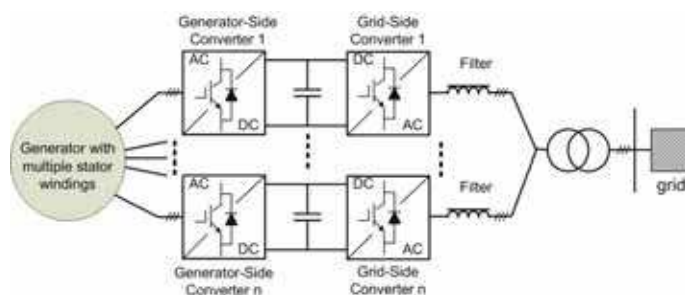 Generator-Side
Converter 1
Grid-Side
Converter 1
AC
DC
DC
AC
Filter
Generator with
multiple stator
windings
AC
DC
DC
AC
Filter
grid
Generator-Side
Converter n
Grid-Side
Converter n